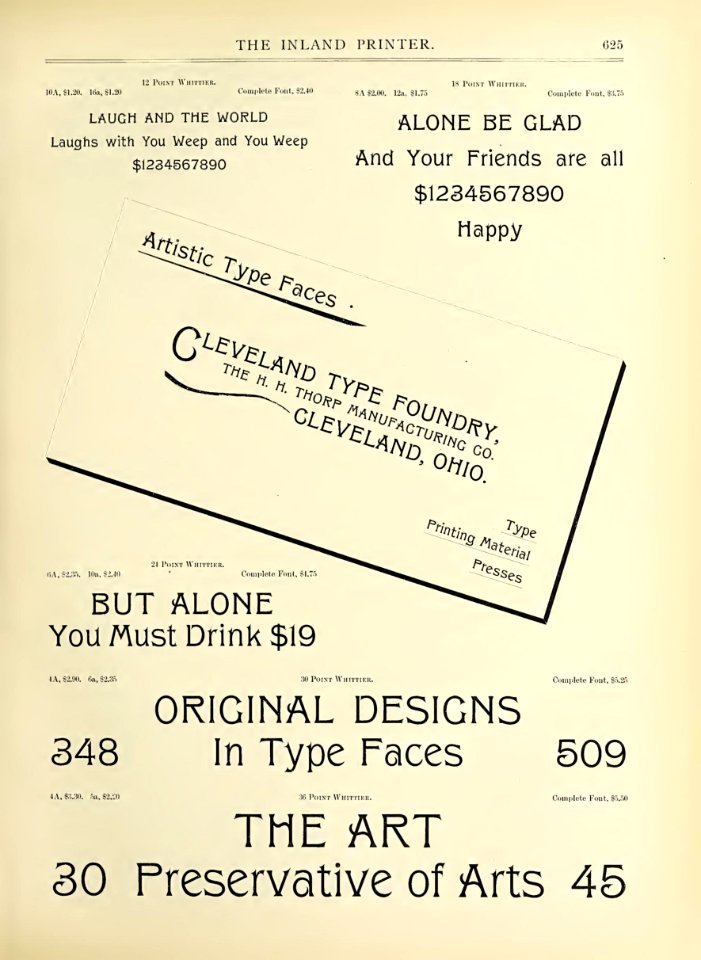 THE INLAND PRINTER.
625
12 Point Whittier.
10A, $1.20. 16a, $1.20
Complete Font, $2.40
LAUGH AND THE WORLD
Laughs with You Weep and You Weep
$1234567890
18 Point Whittier.
8A $2.00. 12a, $1.75
Complete Font, $3.75
ALONE BE GLAD
And Your Friends are all
$1234567890
Happy
Artistic Type Faces .
CLEVELAND TYPE FOUNDRY,
THE H. H. THORP MANUFACTURING CO.
CLEVELAND, OHIO.
Type
Printing Material
Presses
24 Point Whittier.
6A, $2.35. 10a, $2.40
Complete Font, $4.75
BUT ALONE
You Must Drink $19
4A, $2.90. 6a, $2.35
30 Point Whittier.
Complete Font, $5.25
ORIGINAL DESIGNS
348 In Type Faces 509
4A, $3.30. 5a, $2.20
36 Point Whittier.
Complete Font, $5.50
THE ART
30 Preservative of Arts 45